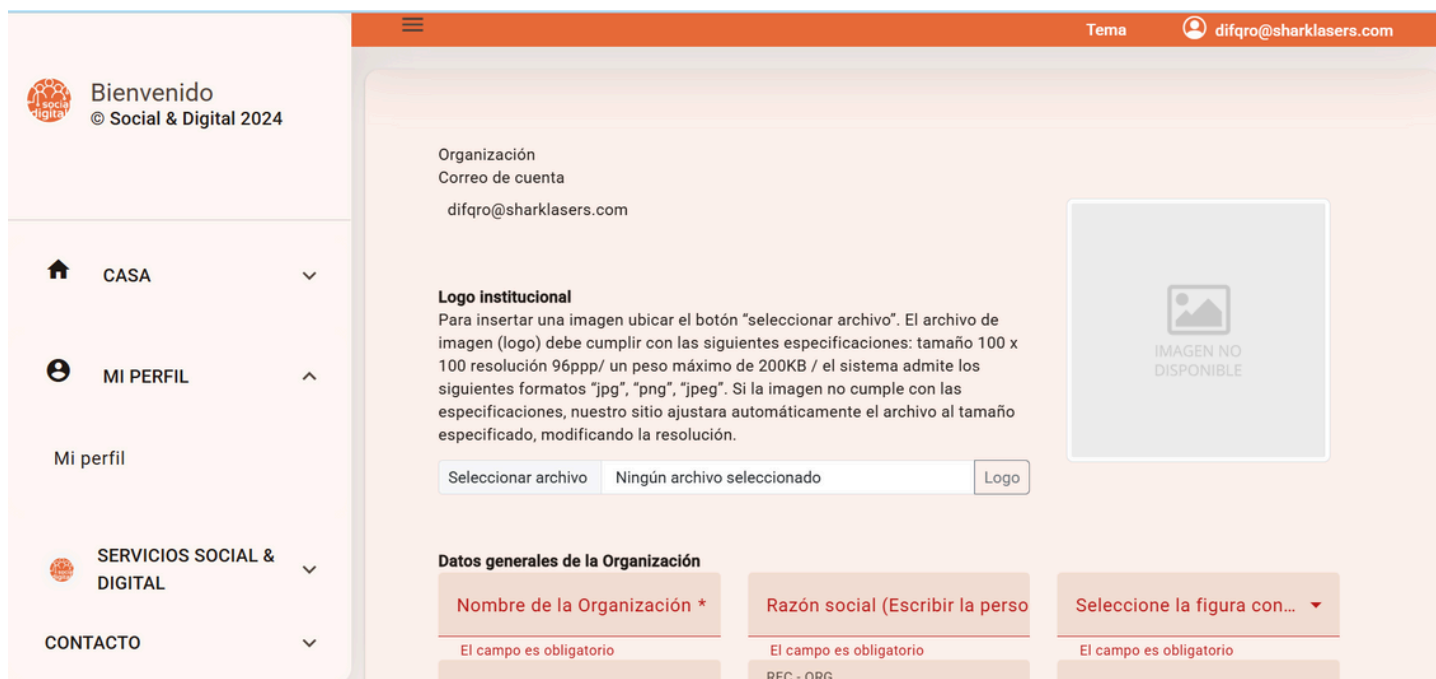 Tema
difqro@sharklasers.com
Bienvenido
© Social & Digital 2024
social
digital
CASA
MI PERFIL
Mi perfil
SERVICIOS SOCIAL &
DIGITAL
CONTACTO
Organización
Correo de cuenta
difqro@sharklasers.com
Logo institucional
Para insertar una imagen ubicar el botón “seleccionar archivo”. El archivo de
imagen (logo) debe cumplir con las siguientes especificaciones: tamaño 100 x
100 resolución 96ppp/ un peso máximo de 200KB / el sistema admite los
siguientes formatos “jpg”, “png”, “jpeg”. Si la imagen no cumple con las
especificaciones, nuestro sitio ajustara automáticamente el archivo al tamaño
especificado, modificando la resolución.
Seleccionar archivo Ningún archivo seleccionado Logo
IMAGEN NO
DISPONIBLE
Datos generales de la Organización
Nombre de la Organización * Razón social (Escribir la perso Seleccione la figura con...
El campo es obligatorio El campo es obligatorio El campo es obligatorio
RFC - ORG